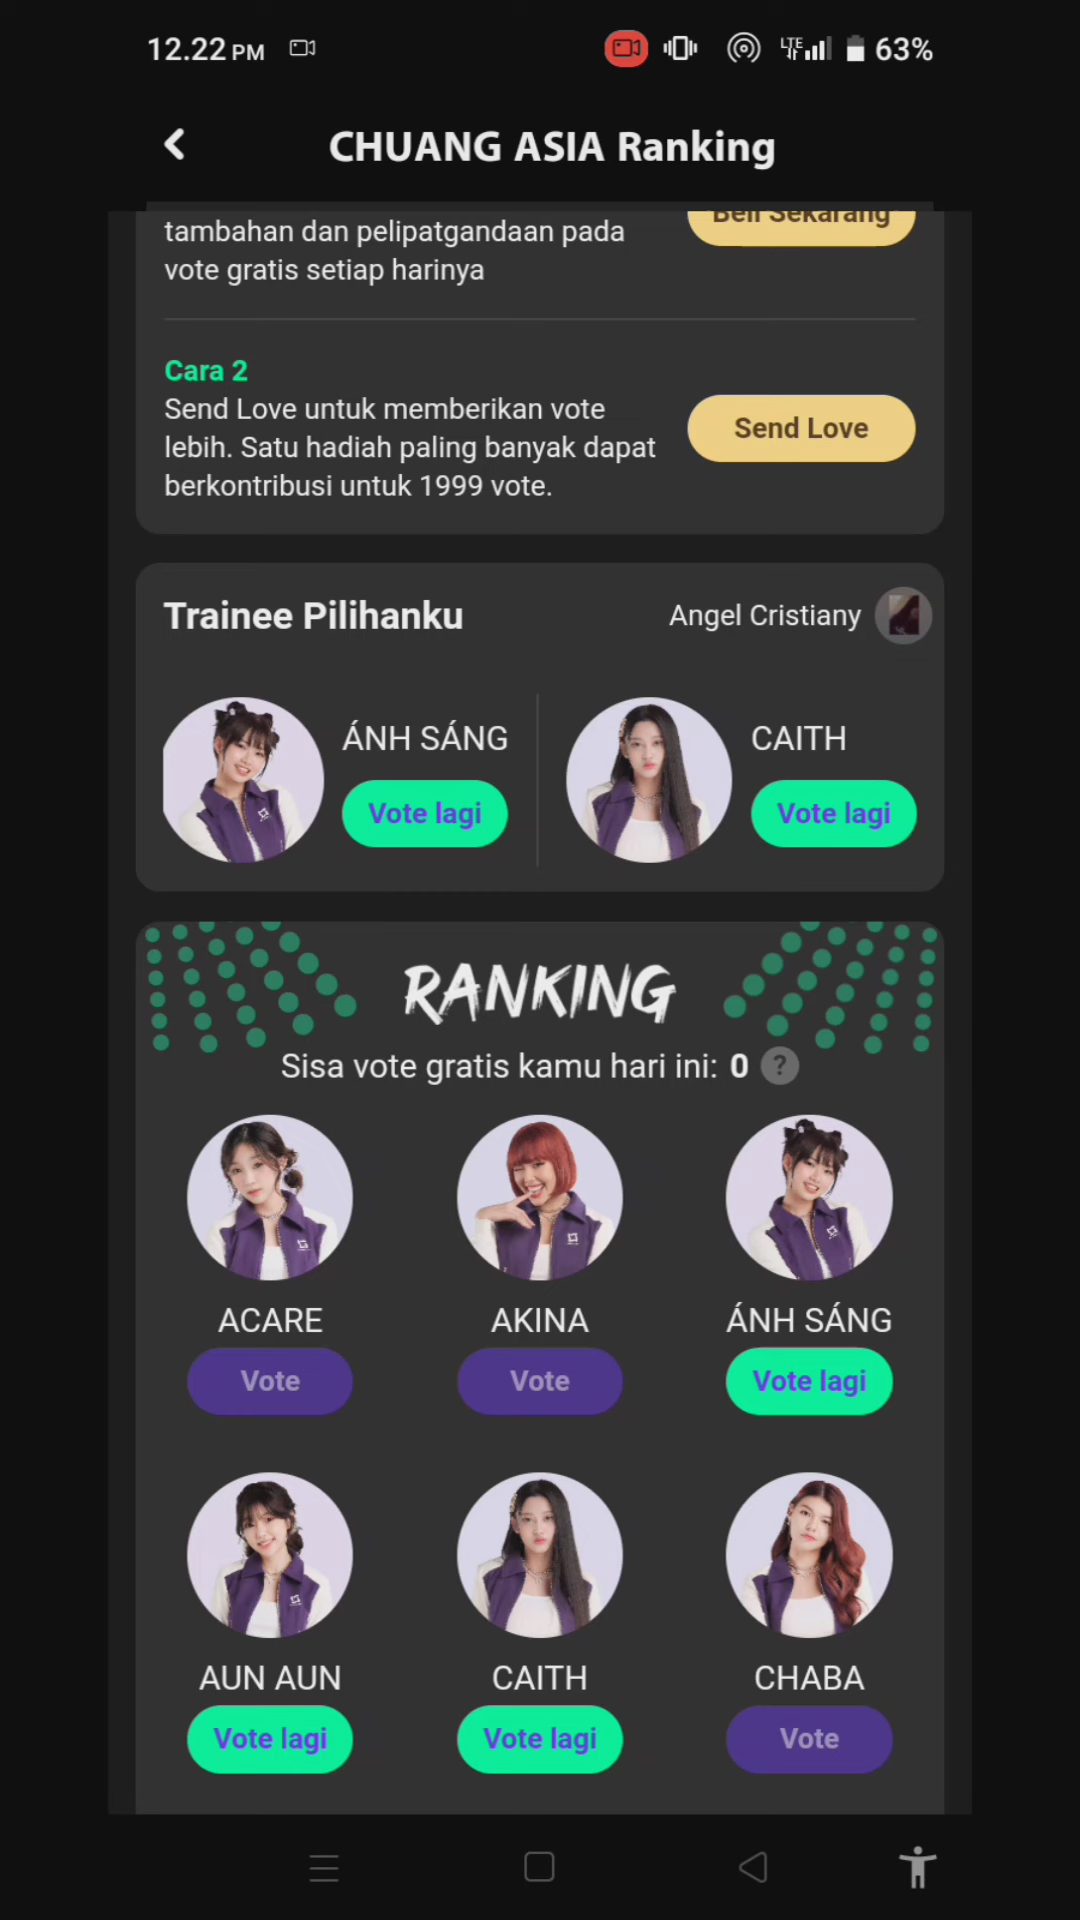 12.22 PM
LTE
63%
CHUANG ASIA Ranking
tambahan dan pelipatgandaan pada
vote gratis setiap harinya
Beli Sekarang
Cara 2
Send Love untuk memberikan vote
lebih. Satu hadiah paling banyak dapat
berkontribusi untuk 1999 vote.
Send Love
Trainee Pilihanku
Angel Cristiany
ÁNH SÁNG
Vote lagi
CAITH
Vote lagi
RANKING
Sisa vote gratis kamu hari ini: 0 ?
ACARE
AKINA
ÁNH SÁNG
Vote
Vote
Vote lagi
AUN AUN
CAITH
CHABA
Vote lagi
Vote lagi
Vote